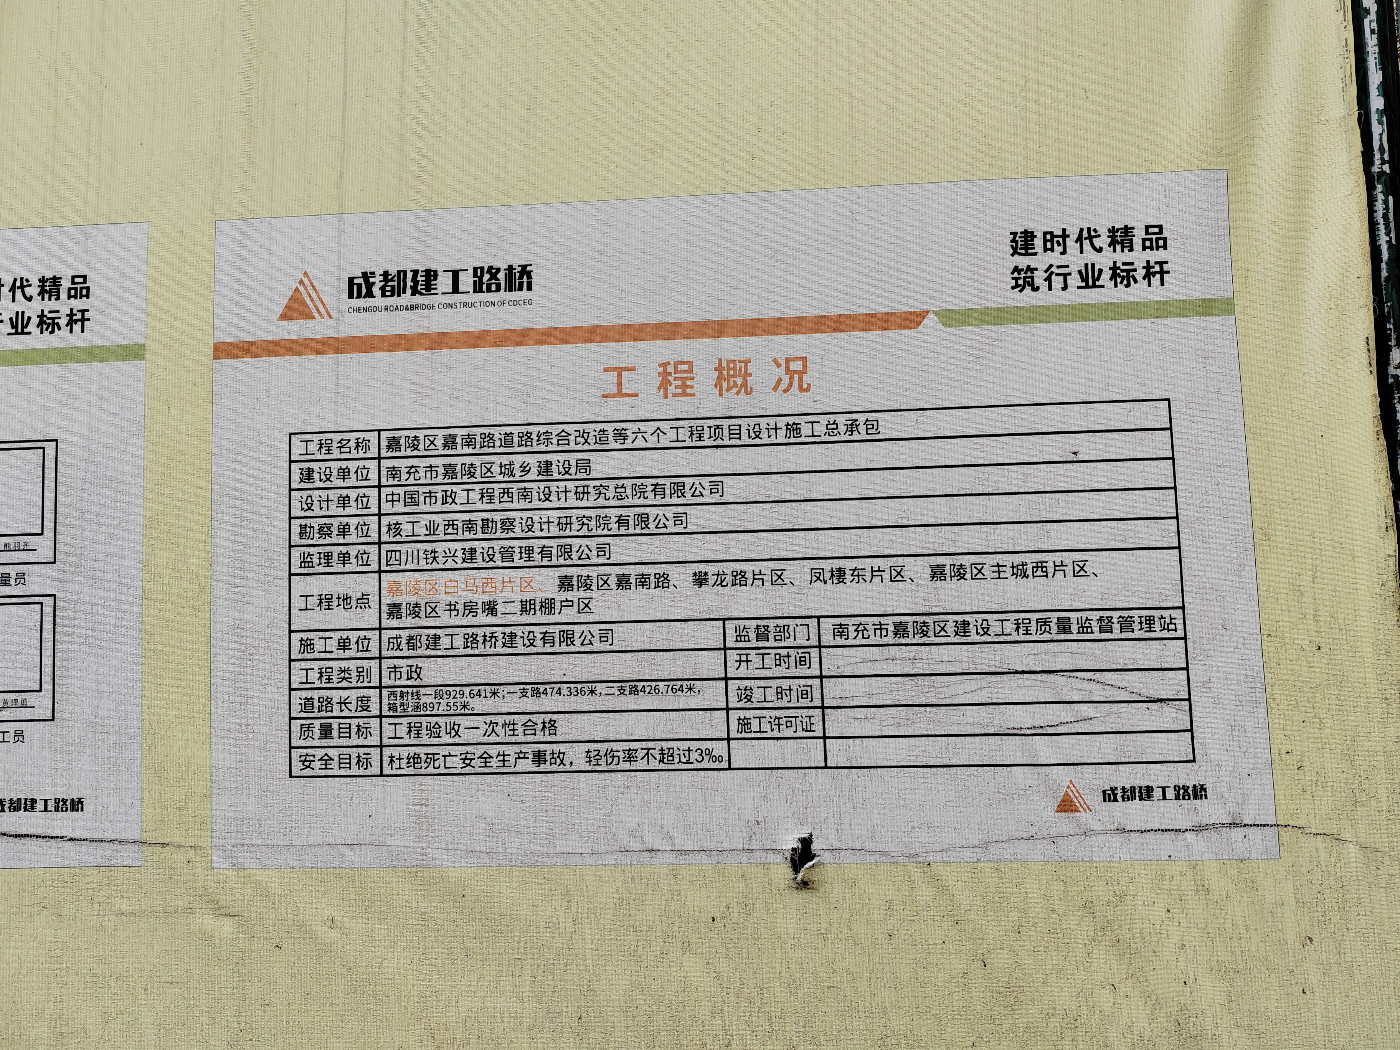 时代精品
行业标杆
量员
工员
成都建工路桥
成都建工路桥
CHENGDU ROAD&BRIDGE CONSTRUCTION OF CDCEG
建时代精品
筑行业标杆
工程概况
工程名称 嘉陵区嘉南路道路综合改造等六个工程项目设计施工总承包
建设单位 南充市嘉陵区城乡建设局
设计单位 中国市政工程西南设计研究总院有限公司
勘察单位 核工业西南勘察设计研究院有限公司
监理单位 四川铁兴建设管理有限公司
工程地点 嘉陵区白马西片区、嘉陵区嘉南路、攀龙路片区、凤棲东片区、嘉陵区主城西片区、
嘉陵区书房嘴二期棚户区
施工单位 成都建工路桥建设有限公司 监督部门 南充市嘉陵区建设工程质量监督管理站
工程类别 市政 开工时间
道路长度 西射线一段929.641米;一支路474.336米,二支路426.764米,
箱型涵897.55米。 竣工时间
质量目标 工程验收一次性合格 施工许可证
安全目标 杜绝死亡安全生产事故，轻伤率不超过3‰
成都建工路桥